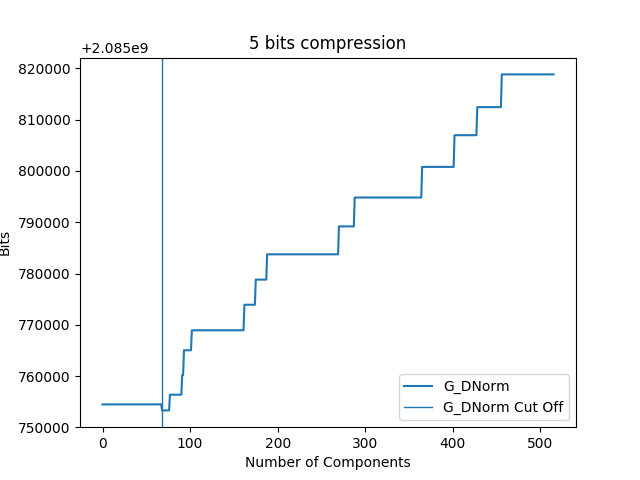 5 bits compression
+2.085e9
820000
810000
800000
790000
780000
770000
760000
750000
Bits
0 100 200 300 400 500
Number of Components
G_DNorm
G_DNorm Cut Off